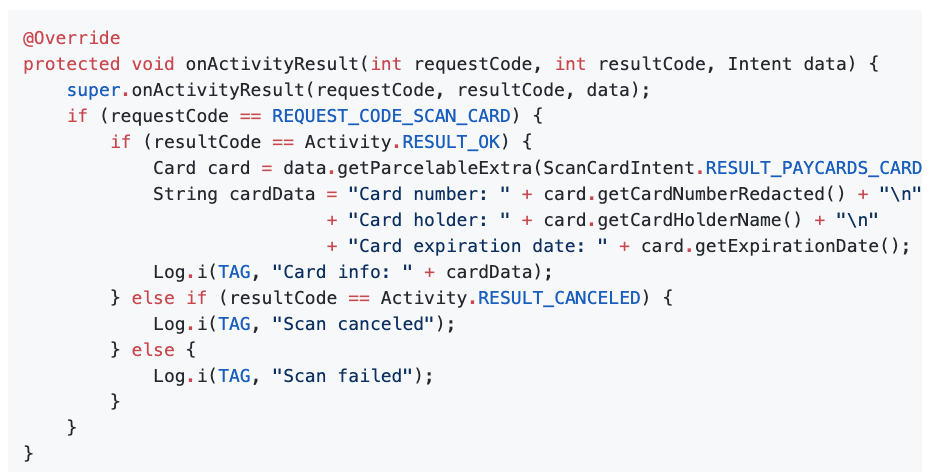 @Override
protected void onActivityResult(int requestCode, int resultCode, Intent data) {
    super.onActivityResult(requestCode, resultCode, data);
    if (requestCode == REQUEST_CODE_SCAN_CARD) {
        if (resultCode == Activity.RESULT_OK) {
            Card card = data.getParcelableExtra(ScanCardIntent.RESULT_PAYCARDS_CARD
            String cardData = "Card number: " + card.getCardNumberRedacted() + "\n"
                            + "Card holder: " + card.getCardHolderName() + "\n"
                            + "Card expiration date: " + card.getExpirationDate();
            Log.i(TAG, "Card info: " + cardData);
        } else if (resultCode == Activity.RESULT_CANCELED) {
            Log.i(TAG, "Scan canceled");
        } else {
            Log.i(TAG, "Scan failed");
        }
    }
}